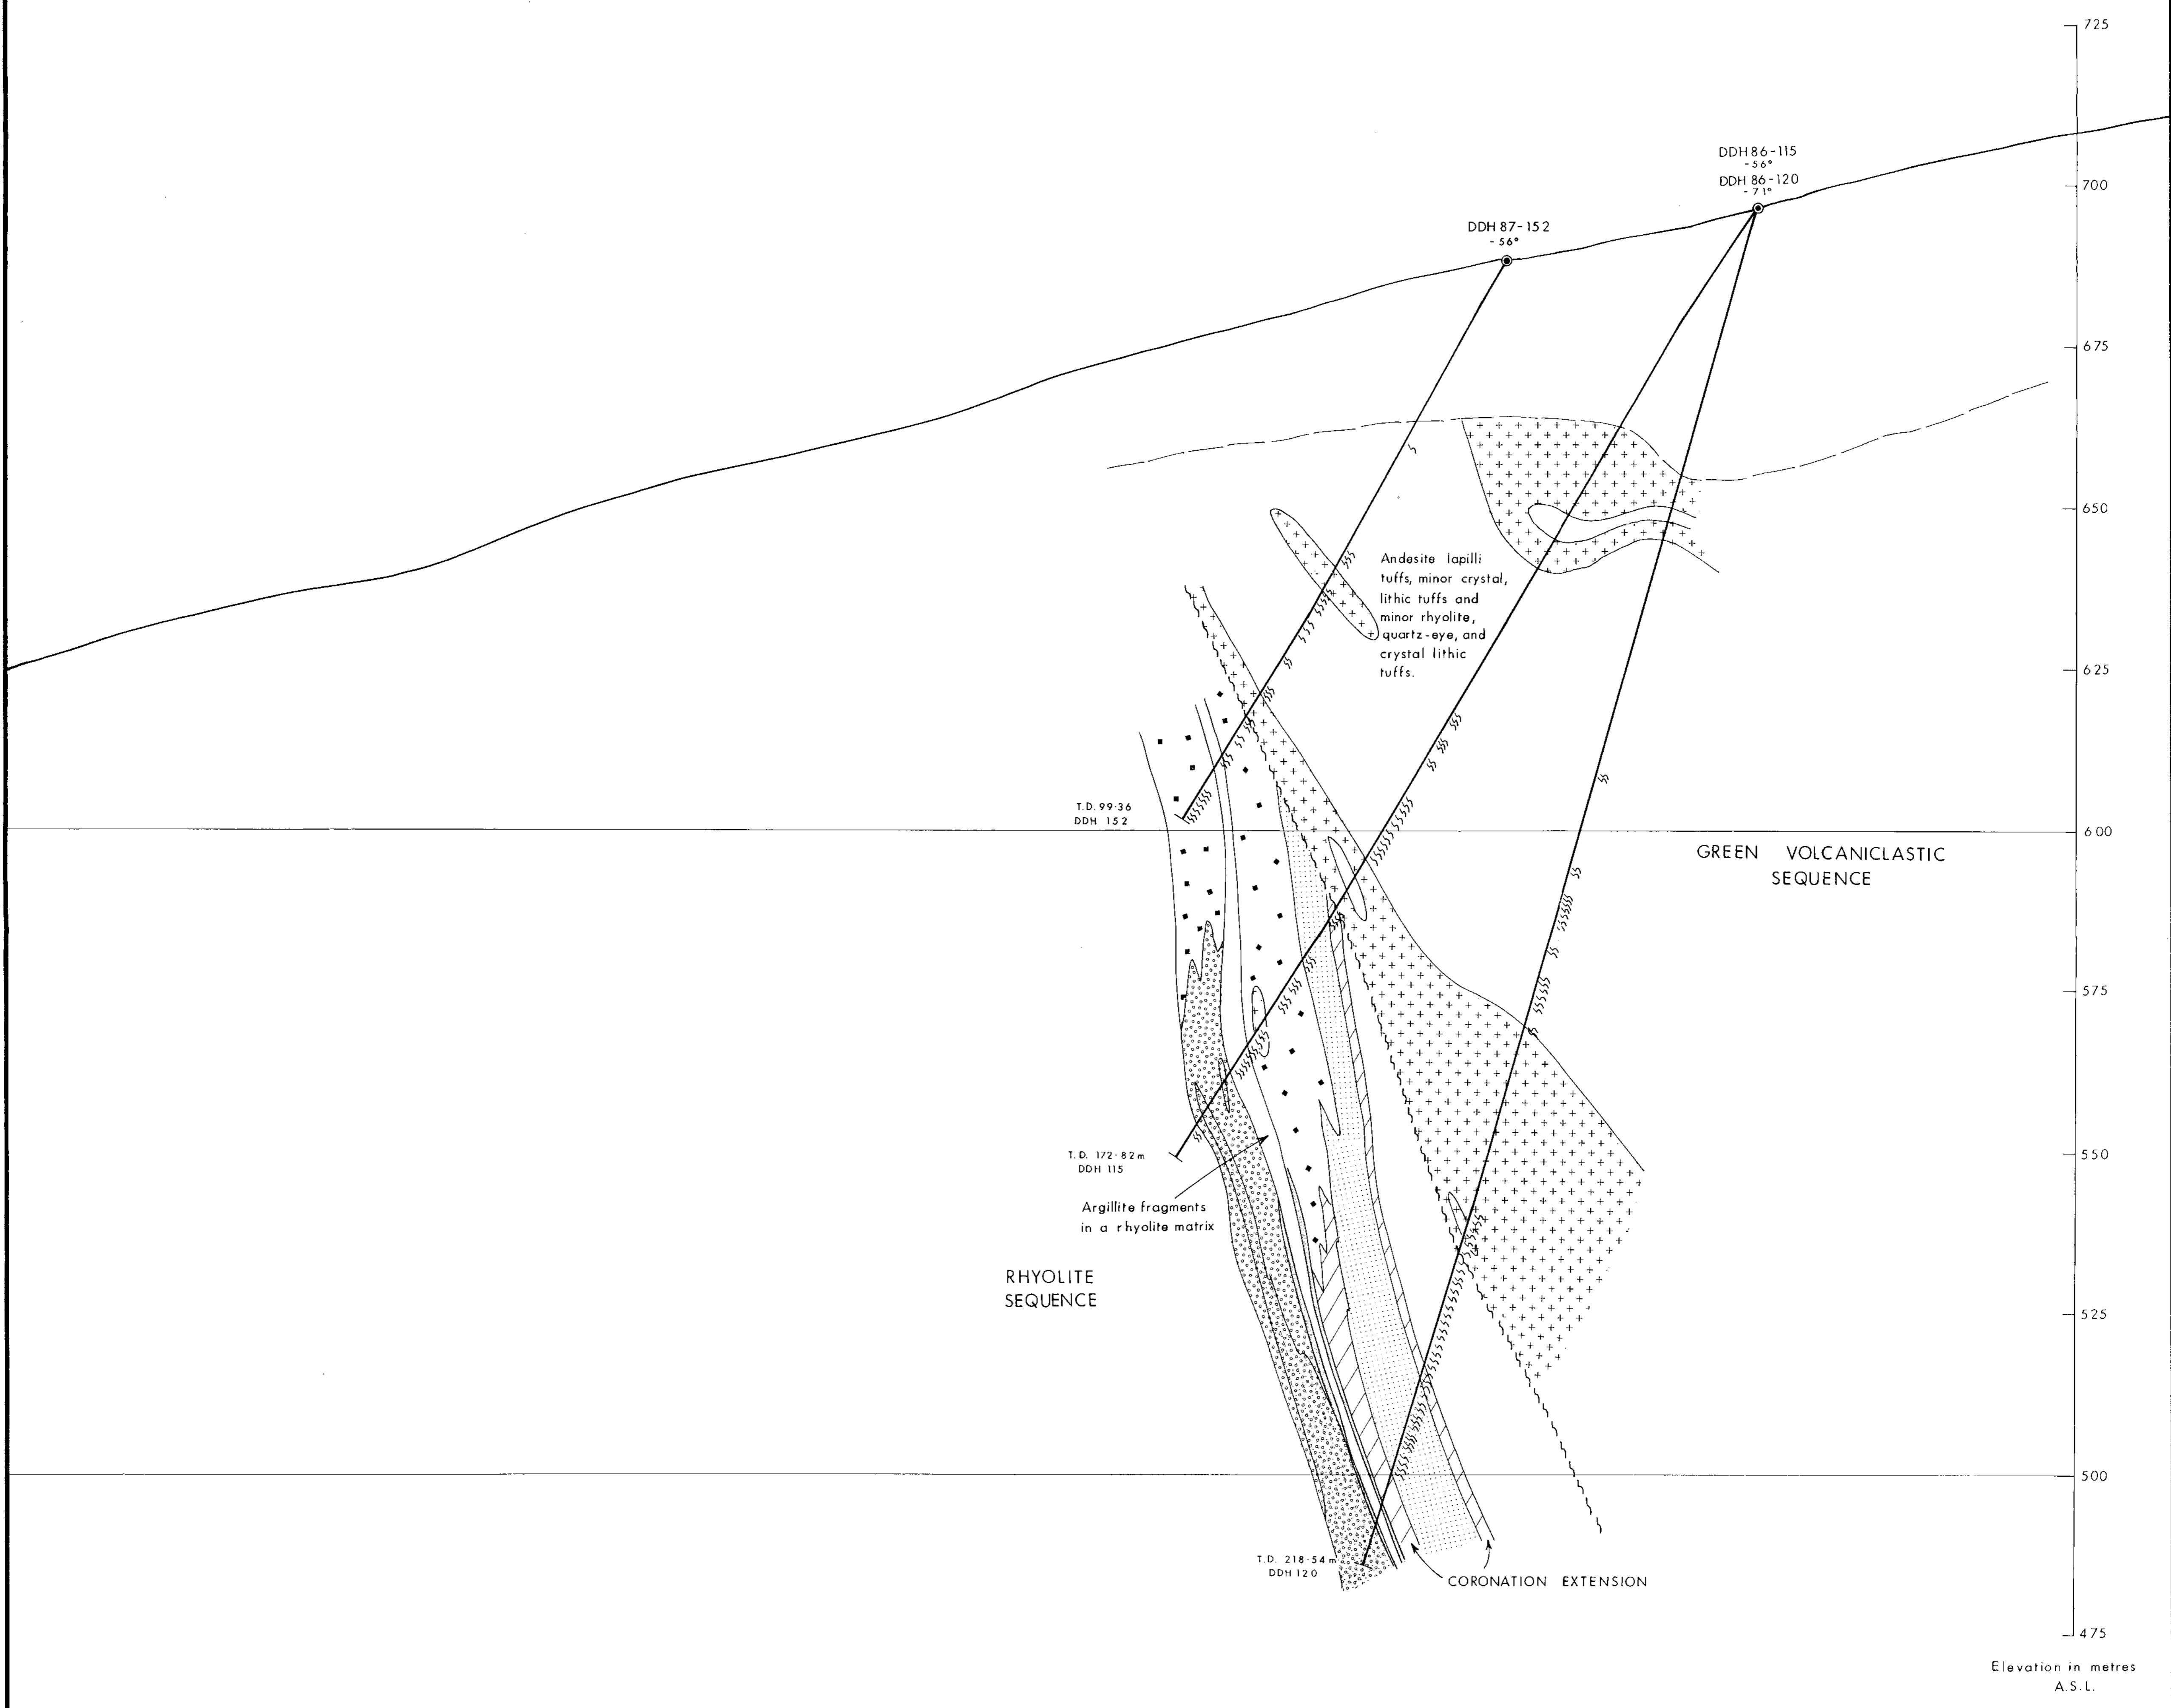 725
DDH 86-115
-56°
DDH 86-120
-71°
700
DDH 87-152
-56°
675
650
Andesite lapilli
tuffs, minor crystal,
lithic tuffs and
minor rhyolite,
quartz-eye, and
crystal lithic
tuffs.
625
T.D. 99·36
DDH 152
600
GREEN VOLCANICLASTIC
SEQUENCE
575
T.D. 172·82m
DDH 115
550
Argillite fragments
in a rhyolite matrix
RHYOLITE
SEQUENCE
525
500
T.D. 218·54m
DDH 120
CORONATION EXTENSION
475
Elevation in metres
A.S.L.